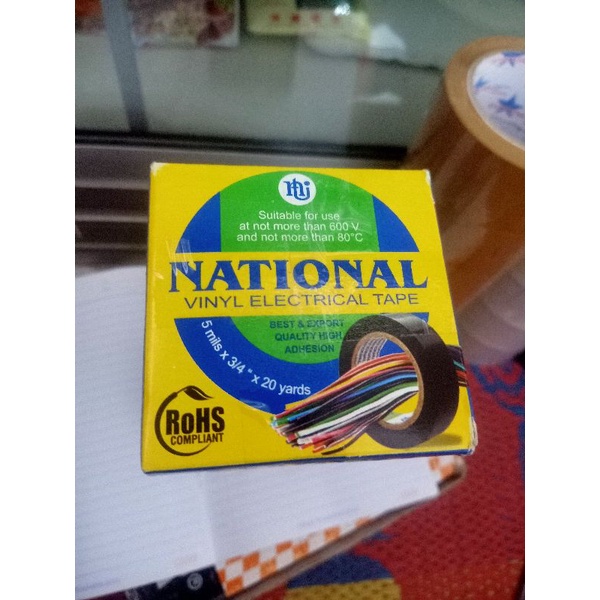 Suitable for use
at not more than 600 V
and not more than 80°C
NATIONAL
VINYL ELECTRICAL TAPE
BEST & EXPORT
QUALITY HIGH
ADHESION
5 mils x 3/4 " x 20 yards
RoHS
COMPLIANT